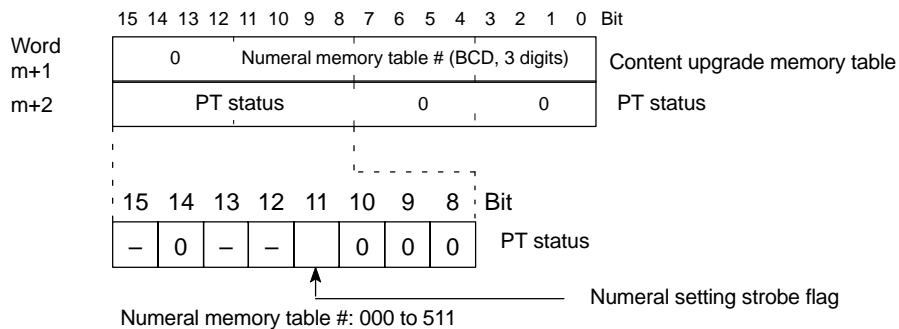 15 14 13 12 11 10 9 8 7 6 5 4 3 2 1 0 Bit
Word
m+1
0 Numeral memory table # (BCD, 3 digits) Content upgrade memory table
m+2 PT status 0 0 PT status
15 14 13 12 11 10 9 8 Bit
– 0 – – 0 0 0 PT status
Numeral setting strobe flag
Numeral memory table #: 000 to 511